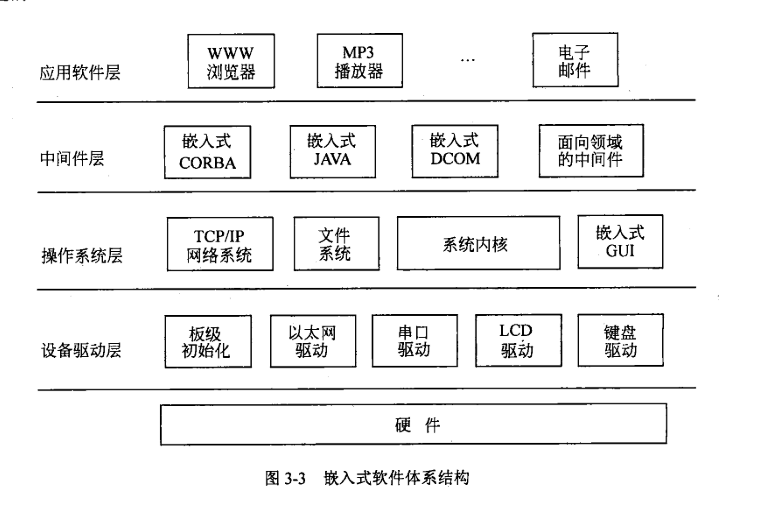 应用软件层
WWW
浏览器
MP3
播放器
…
电子
邮件
中间件层
嵌入式
CORBA
嵌入式
JAVA
嵌入式
DCOM
面向领域
的中间件
操作系统层
TCP/IP
网络系统
文件
系统
系统内核
嵌入式
GUI
设备驱动层
板级
初始化
以太网
驱动
串口
驱动
LCD
驱动
键盘
驱动
硬 件
图 3-3 嵌入式软件体系结构